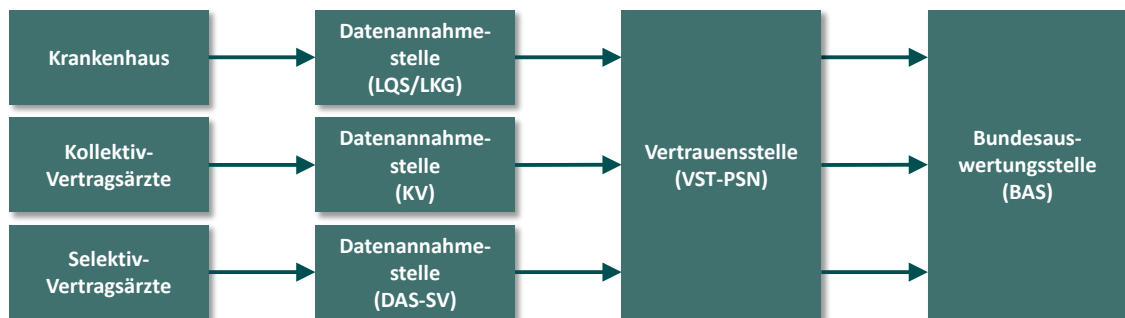 Krankenhaus
Datenannahme-
stelle
(LQS/LKG)
Kollektiv-
Vertragsärzte
Datenannahme-
stelle
(KV)
Selektiv-
Vertragsärzte
Datenannahme-
stelle
(DAS-SV)
Vertrauensstelle
(VST-PSN)
Bundesaus-
wertungsstelle
(BAS)